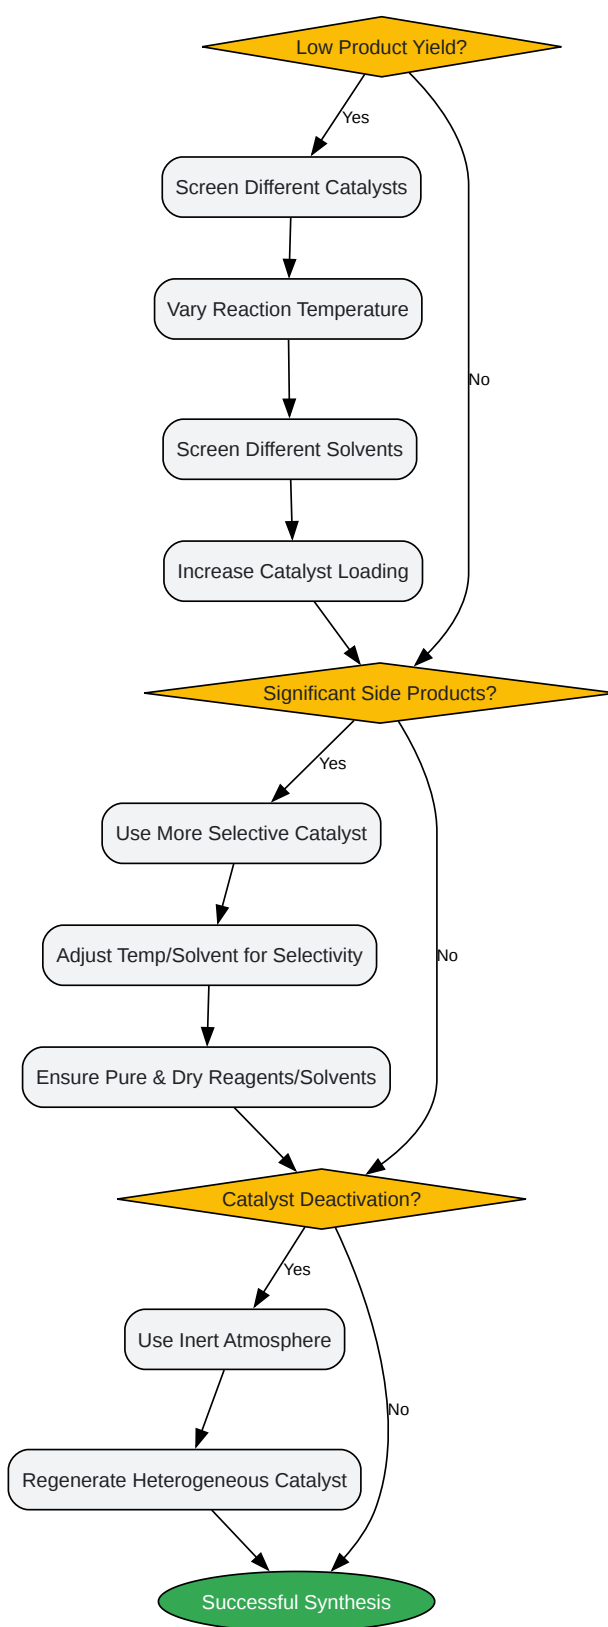 Low Product Yield?
Yes
Screen Different Catalysts
Vary Reaction Temperature
No
Screen Different Solvents
Increase Catalyst Loading
Significant Side Products?
Yes
Use More Selective Catalyst
Adjust Temp/Solvent for Selectivity
No
Ensure Pure & Dry Reagents/Solvents
Catalyst Deactivation?
Yes
Use Inert Atmosphere
No
Regenerate Heterogeneous Catalyst
Successful Synthesis